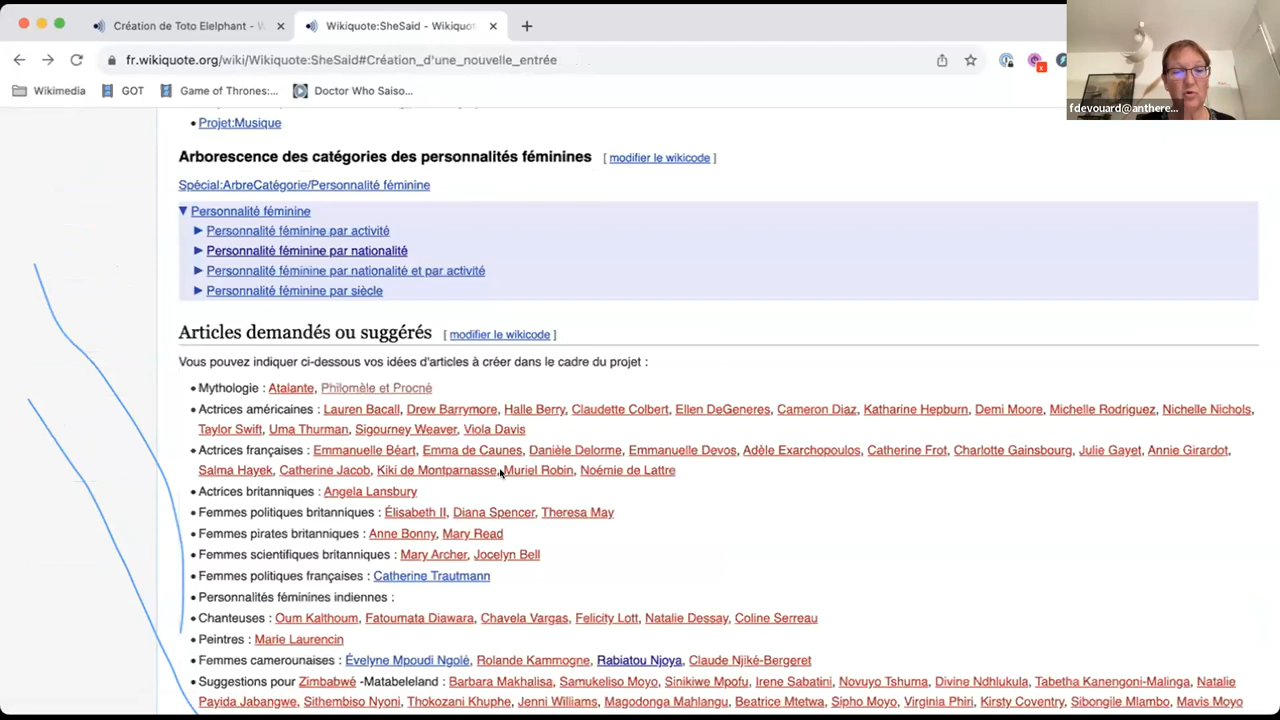 Création de Toto Elelphant - W
Wikiquote:SheSaid - Wikiquot
fr.wikiquote.org/wiki/Wikiquote:SheSaid#Création_d'une_nouvelle_entrée
Wikimedia
GOT
Game of Thrones:...
Doctor Who Saiso...
fdevouard@anthere...
• Projet:Musique
Arborescence des catégories des personnalités féminines [ modifier le wikicode ]
Spécial:ArbreCatégorie/Personnalité féminine
▼ Personnalité féminine
► Personnalité féminine par activité
► Personnalité féminine par nationalité
► Personnalité féminine par nationalité et par activité
► Personnalité féminine par siècle
Articles demandés ou suggérés [ modifier le wikicode ]
Vous pouvez indiquer ci-dessous vos idées d'articles à créer dans le cadre du projet :
• Mythologie : Atalante, Philomèle et Procné
• Actrices américaines : Lauren Bacall, Drew Barrymore, Halle Berry, Claudette Colbert, Ellen DeGeneres, Cameron Diaz, Katharine Hepburn, Demi Moore, Michelle Rodriguez, Nichelle Nichols,
Taylor Swift, Uma Thurman, Sigourney Weaver, Viola Davis
• Actrices françaises : Emmanuelle Béart, Emma de Caunes, Danièle Delorme, Emmanuelle Devos, Adèle Exarchopoulos, Catherine Frot, Charlotte Gainsbourg, Julie Gayet, Annie Girardot,
Salma Hayek, Catherine Jacob, Kiki de Montparnasse, Muriel Robin, Noémie de Lattre
• Actrices britanniques : Angela Lansbury
• Femmes politiques britanniques : Élisabeth II, Diana Spencer, Theresa May
• Femmes pirates britanniques : Anne Bonny, Mary Read
• Femmes scientifiques britanniques : Mary Archer, Jocelyn Bell
• Femmes politiques françaises : Catherine Trautmann
• Personnalités féminines indiennes :
• Chanteuses : Oum Kalthoum, Fatoumata Diawara, Chavela Vargas, Felicity Lott, Natalie Dessay, Coline Serreau
• Peintres : Marie Laurencin
• Femmes camerounaises : Évelyne Mpoudi Ngolé, Rolande Kammogne, Rabiatou Njoya, Claude Njiké-Bergeret
• Suggestions pour Zimbabwé -Matabeleland : Barbara Makhalisa, Samukeliso Moyo, Sinikiwe Mpofu, Irene Sabatini, Novuyo Tshuma, Divine Ndhlukula, Tabetha Kanengoni-Malinga, Natalie
Payida Jabangwe, Sithembiso Nyoni, Thokozani Khuphe, Jenni Williams, Magodonga Mahlangu, Beatrice Mtetwa, Sipho Moyo, Virginia Phiri, Kirsty Coventry, Sibongile Mlambo, Mavis Moyo